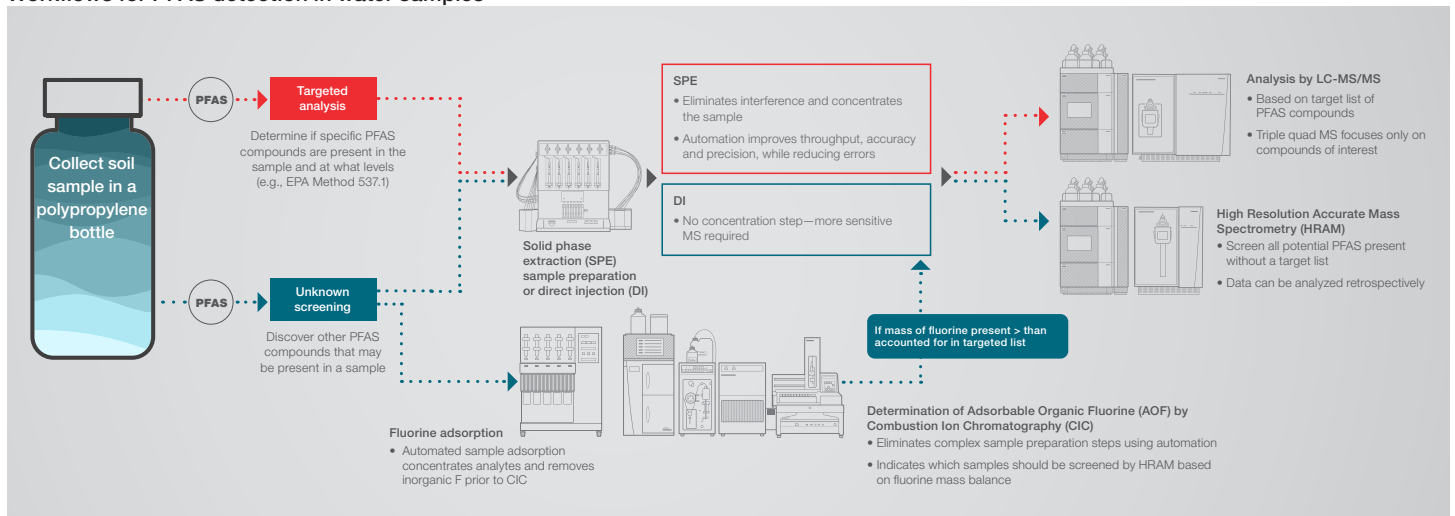 Workflows for PFAS detection in water samples
Collect soil
sample in a
polypropylene
bottle
PFAS
Targeted
analysis
Determine if specific PFAS
compounds are present in the
sample and at what levels
(e.g., EPA Method 537.1)
PFAS
Unknown
screening
Discover other PFAS
compounds that may
be present in a sample
Solid phase
extraction (SPE)
sample preparation
or direct injection (DI)
SPE
• Eliminates interference and concentrates
the sample
• Automation improves throughput, accuracy
and precision, while reducing errors
DI
• No concentration step—more sensitive
MS required
Analysis by LC-MS/MS
• Based on target list of
PFAS compounds
• Triple quad MS focuses only on
compounds of interest
High Resolution Accurate Mass
Spectrometry (HRAM)
• Screen all potential PFAS present
without a target list
• Data can be analyzed retrospectively
If mass of fluorine present > than
accounted for in targeted list
Fluorine adsorption
• Automated sample adsorption
concentrates analytes and removes
inorganic F prior to CIC
Determination of Adsorbable Organic Fluorine (AOF) by
Combustion Ion Chromatography (CIC)
• Eliminates complex sample preparation steps using automation
• Indicates which samples should be screened by HRAM based
on fluorine mass balance